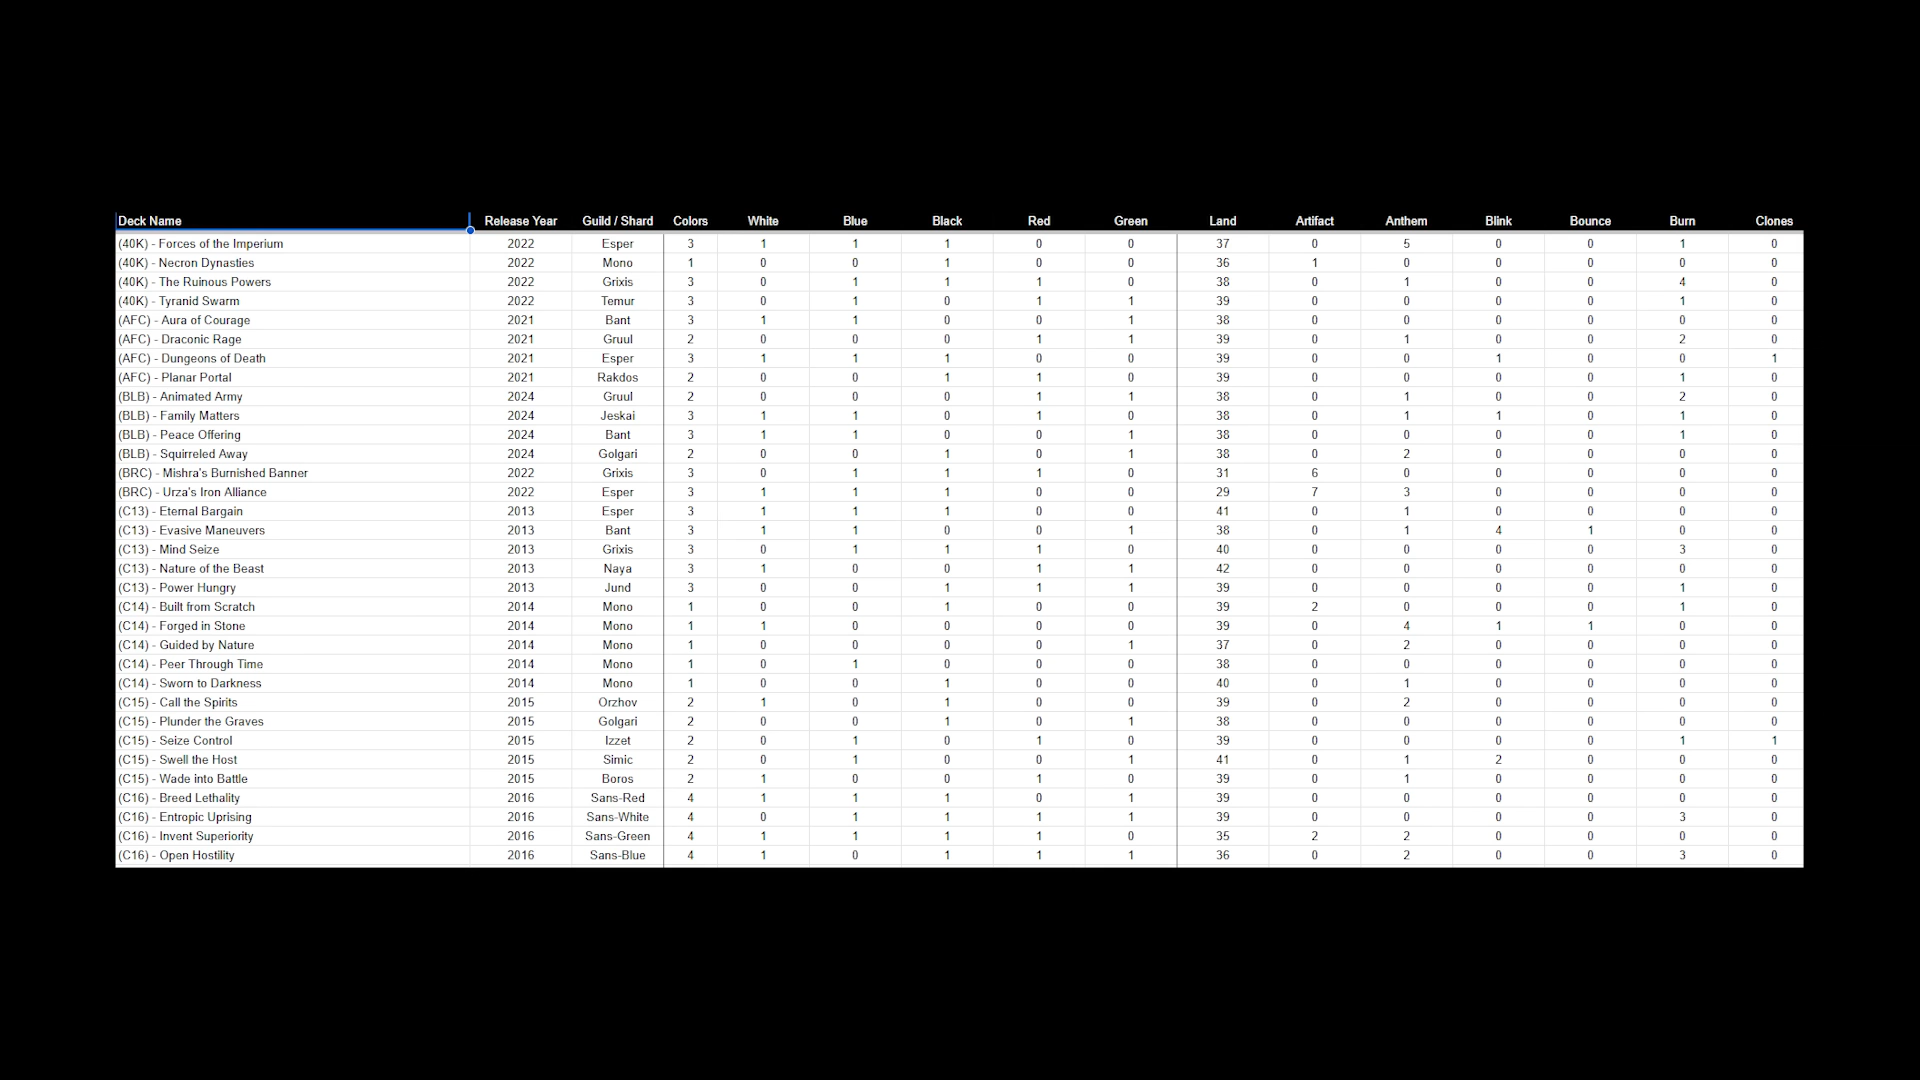 Deck Name Release Year Guild / Shard Colors White Blue Black Red Green Land Artifact Anthem Blink Bounce Burn Clones
(40K) - Forces of the Imperium 2022 Esper 3 1 1 1 0 0 37 0 5 0 0 1 0
(40K) - Necron Dynasties 2022 Mono 1 0 0 1 0 0 36 1 0 0 0 0 0
(40K) - The Ruinous Powers 2022 Grixis 3 0 1 1 1 0 38 0 1 0 0 4 0
(40K) - Tyranid Swarm 2022 Temur 3 0 1 0 1 1 39 0 0 0 0 1 0
(AFC) - Aura of Courage 2021 Bant 3 1 1 0 0 1 38 0 0 0 0 0 0
(AFC) - Draconic Rage 2021 Gruul 2 0 0 0 1 1 39 0 1 0 0 2 0
(AFC) - Dungeons of Death 2021 Esper 3 1 1 1 0 0 39 0 0 1 0 0 1
(AFC) - Planar Portal 2021 Rakdos 2 0 0 1 1 0 39 0 0 0 0 1 0
(BLB) - Animated Army 2024 Gruul 2 0 0 0 1 1 38 0 1 0 0 2 0
(BLB) - Family Matters 2024 Jeskai 3 1 1 0 1 0 38 0 1 1 0 1 0
(BLB) - Peace Offering 2024 Bant 3 1 1 0 0 1 38 0 0 0 0 1 0
(BLB) - Squirreled Away 2024 Golgari 2 0 0 1 0 1 38 0 2 0 0 0 0
(BRC) - Mishra's Burnished Banner 2022 Grixis 3 0 1 1 1 0 31 6 0 0 0 0 0
(BRC) - Urza's Iron Alliance 2022 Esper 3 1 1 1 0 0 29 7 3 0 0 0 0
(C13) - Eternal Bargain 2013 Esper 3 1 1 1 0 0 41 0 1 0 0 0 0
(C13) - Evasive Maneuvers 2013 Bant 3 1 1 0 0 1 38 0 1 4 1 0 0
(C13) - Mind Seize 2013 Grixis 3 0 1 1 1 0 40 0 0 0 0 3 0
(C13) - Nature of the Beast 2013 Naya 3 1 0 0 1 1 42 0 0 0 0 0 0
(C13) - Power Hungry 2013 Jund 3 0 0 1 1 1 39 0 0 0 0 1 0
(C14) - Built from Scratch 2014 Mono 1 0 0 1 0 0 39 2 0 0 0 1 0
(C14) - Forged in Stone 2014 Mono 1 1 0 0 0 0 39 0 4 1 1 0 0
(C14) - Guided by Nature 2014 Mono 1 0 0 0 0 1 37 0 2 0 0 0 0
(C14) - Peer Through Time 2014 Mono 1 0 1 0 0 0 38 0 0 0 0 0 0
(C14) - Sworn to Darkness 2014 Mono 1 0 0 1 0 0 40 0 1 0 0 0 0
(C15) - Call the Spirits 2015 Orzhov 2 1 0 1 0 0 39 0 2 0 0 0 0
(C15) - Plunder the Graves 2015 Golgari 2 0 0 1 0 1 38 0 0 0 0 0 0
(C15) - Seize Control 2015 Izzet 2 0 1 0 1 0 39 0 0 0 0 1 1
(C15) - Swell the Host 2015 Simic 2 0 1 0 0 1 41 0 1 2 0 0 0
(C15) - Wade into Battle 2015 Boros 2 1 0 0 1 0 39 0 1 0 0 0 0
(C16) - Breed Lethality 2016 Sans-Red 4 1 1 1 0 1 39 0 0 0 0 0 0
(C16) - Entropic Uprising 2016 Sans-White 4 0 1 1 1 1 39 0 0 0 0 3 0
(C16) - Invent Superiority 2016 Sans-Green 4 1 1 1 1 0 35 2 2 0 0 0 0
(C16) - Open Hostility 2016 Sans-Blue 4 1 0 1 1 1 36 0 2 0 0 3 0